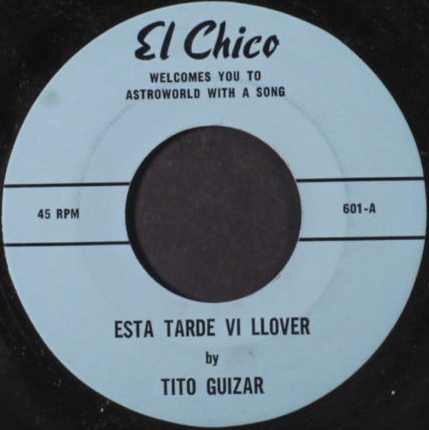 El Chico
WELCOMES YOU TO
ASTROWORLD WITH A SONG
45 RPM
601-A
ESTA TARDE VI LLOVER
by
TITO GUIZAR